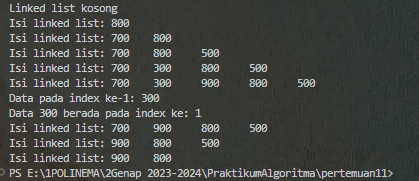 Linked list kosong
Isi linked list: 800
Isi linked list: 700 800
Isi linked list: 700 800 500
Isi linked list: 700 300 800 500
Isi linked list: 700 300 900 800 500
Data pada index ke-1: 300
Data 300 berada pada index ke: 1
Isi linked list: 700 900 800 500
Isi linked list: 900 800 500
Isi linked list: 900 800
PS E:\1POLINEMA\2Genap 2023-2024\PraktikumAlgoritma\pertemuan11>